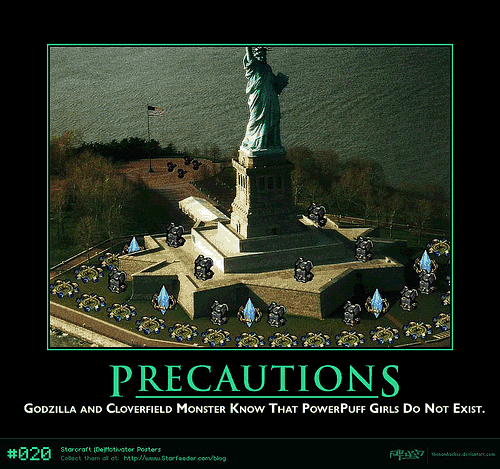 PRECAUTIONS
GODZILLA AND CLOVERFIELD MONSTER KNOW THAT POWERPUFF GIRLS DO NOT EXIST.
#020
Starcraft (De)Motivator Posters
Collect them all at: http://www.Starfeeder.com/blog